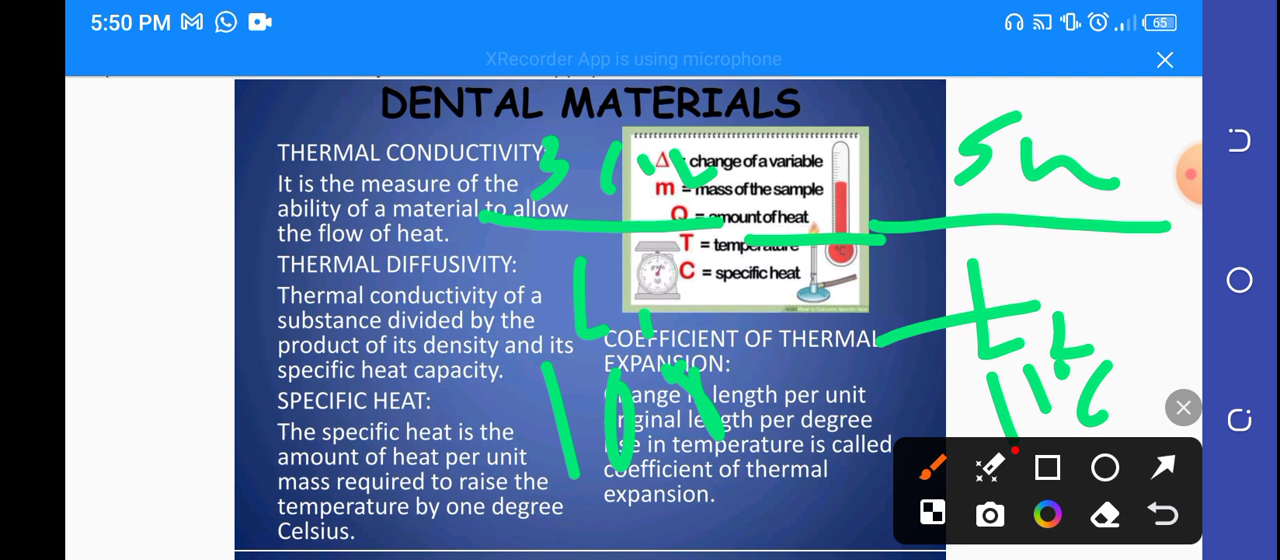 5:50 PM
65
XRecorder App is using microphone
DENTAL MATERIALS
THERMAL CONDUCTIVITY:
It is the measure of the
ability of a material to allow
the flow of heat.
THERMAL DIFFUSIVITY:
Thermal conductivity of a
substance divided by the
product of its density and its
specific heat capacity.
SPECIFIC HEAT:
The specific heat is the
amount of heat per unit
mass required to raise the
temperature by one degree
Celsius.
Δ = change of a variable
m = mass of the sample
Q = amount of heat
T = temperature
C = specific heat
°C
COEFFICIENT OF THERMAL
EXPANSION:
Change in length per unit
original length per degree
rise in temperature is called
coefficient of thermal
expansion.